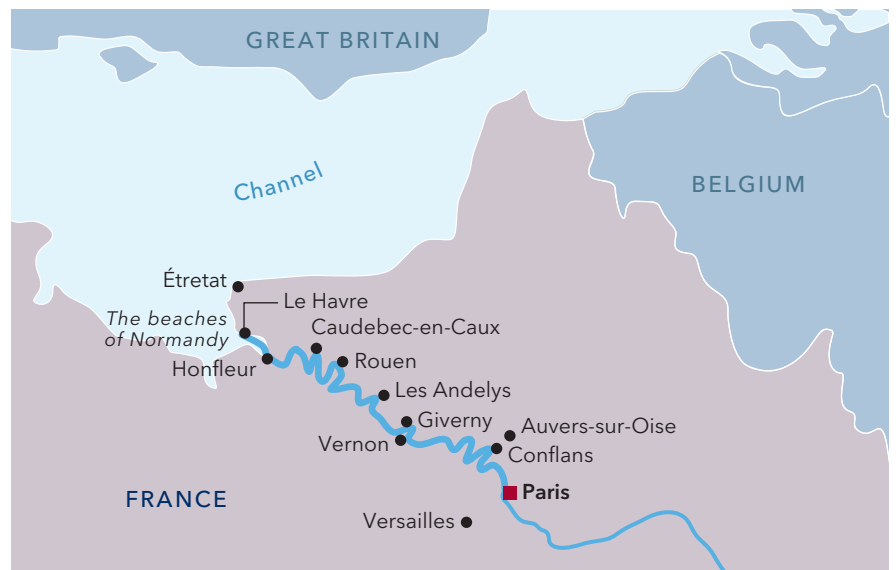 GREAT BRITAIN
Channel
BELGIUM
Étretat
Le Havre
The beaches
of Normandy
Caudebec-en-Caux
Honfleur
Rouen
Les Andelys
Giverny
Auvers-sur-Oise
Vernon
Conflans
FRANCE
Paris
Versailles